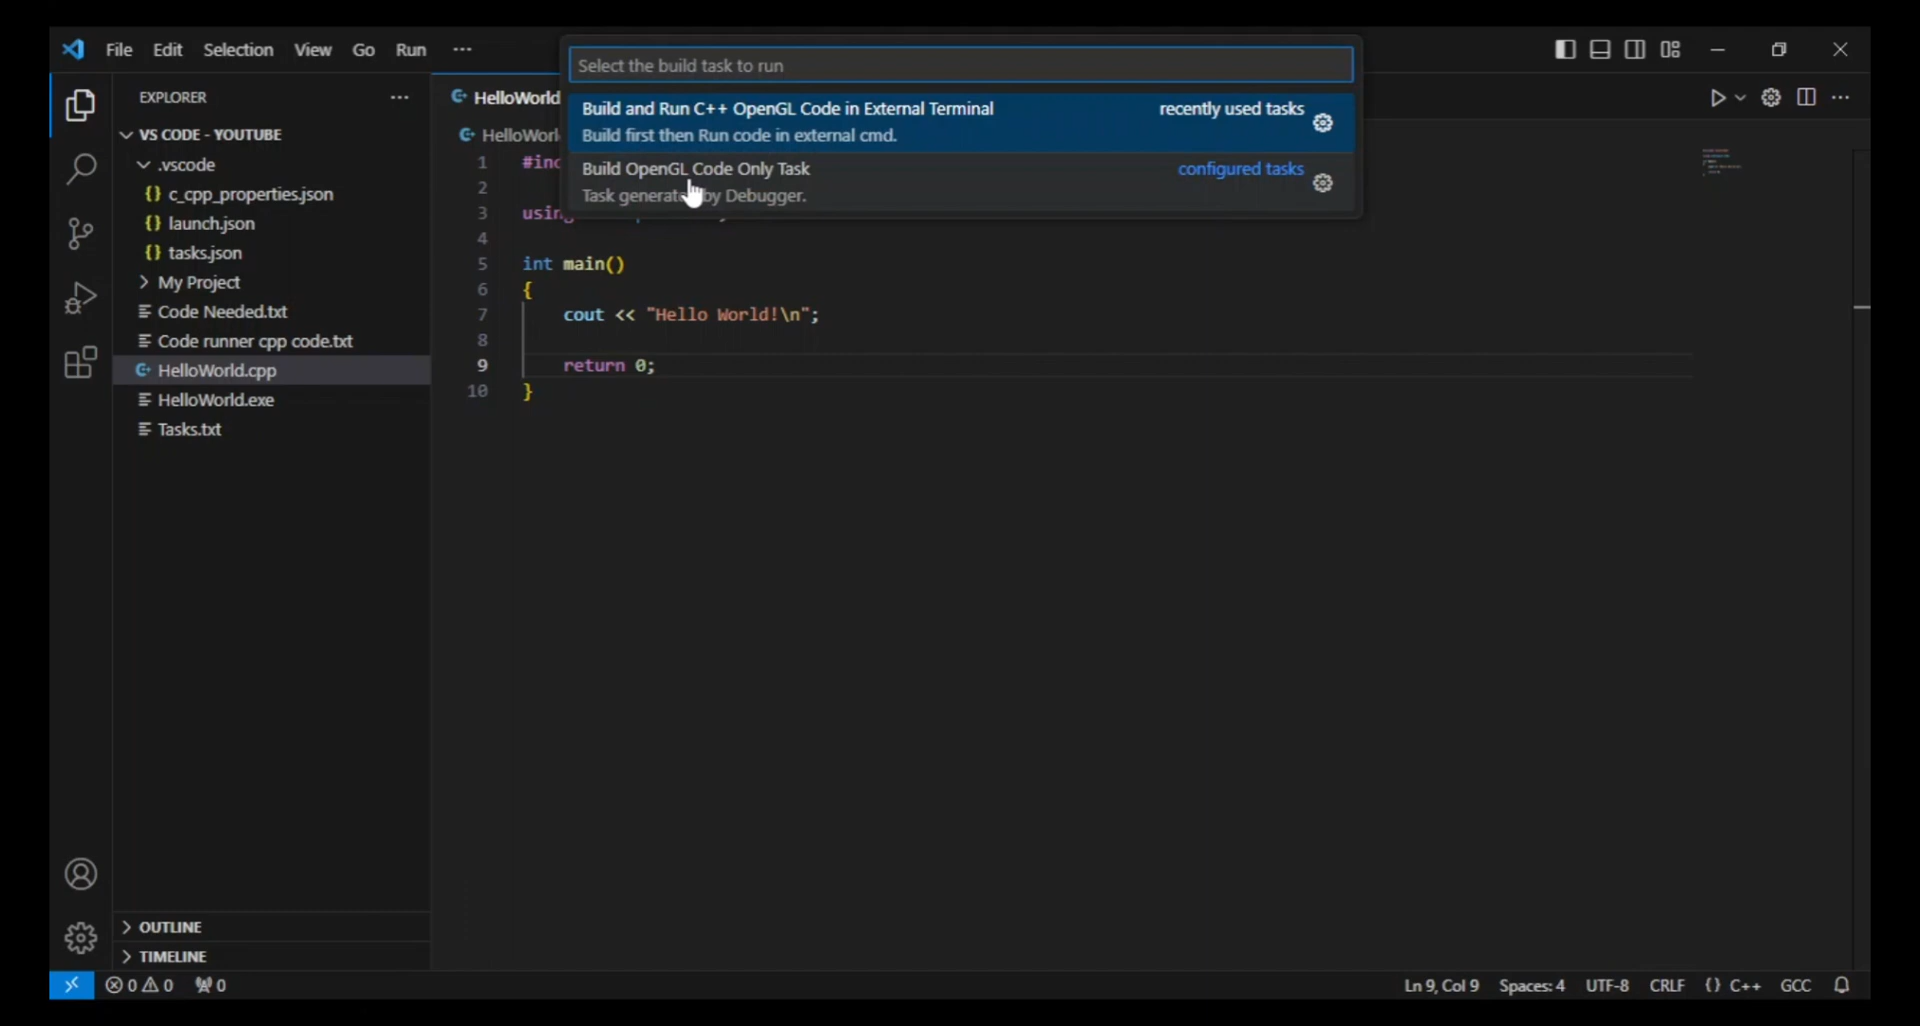 File Edit Selection View Go Run ···
Select the build task to run
Build and Run C++ OpenGL Code in External Terminal recently used tasks
Build first then Run code in external cmd.
Build OpenGL Code Only Task configured tasks
Task generated by Debugger.
EXPLORER ···
VS CODE - YOUTUBE
.vscode
{} c_cpp_properties.json
{} launch.json
{} tasks.json
My Project
Code Needed.txt
Code runner cpp code.txt
HelloWorld.cpp
HelloWorld.exe
Tasks.txt
OUTLINE
TIMELINE
HelloWorld
HelloWorl
1 #inc
2
3 using
4
5 int main()
6 {
7 cout << "Hello World!\n";
8
9 return 0;
10 }
0 0 0 Ln 9, Col 9 Spaces: 4 UTF-8 CRLF {} C++ GCC